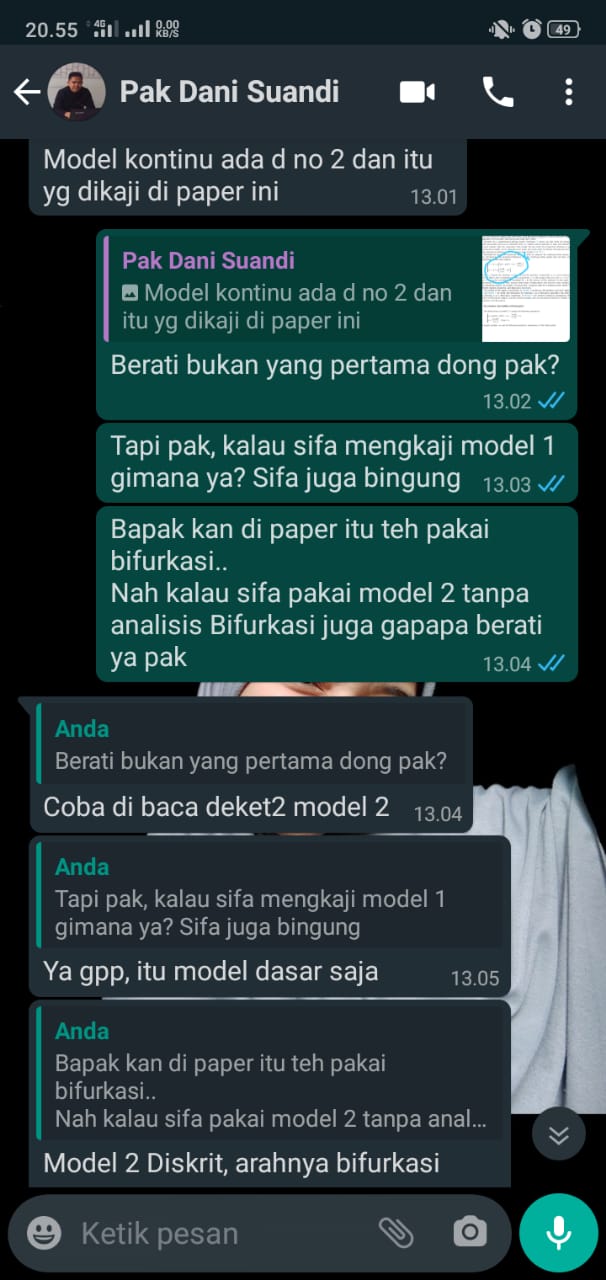 20.55 4G 0.00 KB/S 49
Pak Dani Suandi
Model kontinu ada d no 2 dan itu
yg dikaji di paper ini 13.01
Pak Dani Suandi
Model kontinu ada d no 2 dan
itu yg dikaji di paper ini
Berati bukan yang pertama dong pak?
13.02
Tapi pak, kalau sifa mengkaji model 1
gimana ya? Sifa juga bingung 13.03
Bapak kan di paper itu teh pakai
bifurkasi..
Nah kalau sifa pakai model 2 tanpa
analisis Bifurkasi juga gapapa berati
ya pak 13.04
Anda
Berati bukan yang pertama dong pak?
Coba di baca deket2 model 2 13.04
Anda
Tapi pak, kalau sifa mengkaji model 1
gimana ya? Sifa juga bingung
Ya gpp, itu model dasar saja 13.05
Anda
Bapak kan di paper itu teh pakai
bifurkasi..
Nah kalau sifa pakai model 2 tanpa anal...
Model 2 Diskrit, arahnya bifurkasi
Ketik pesan